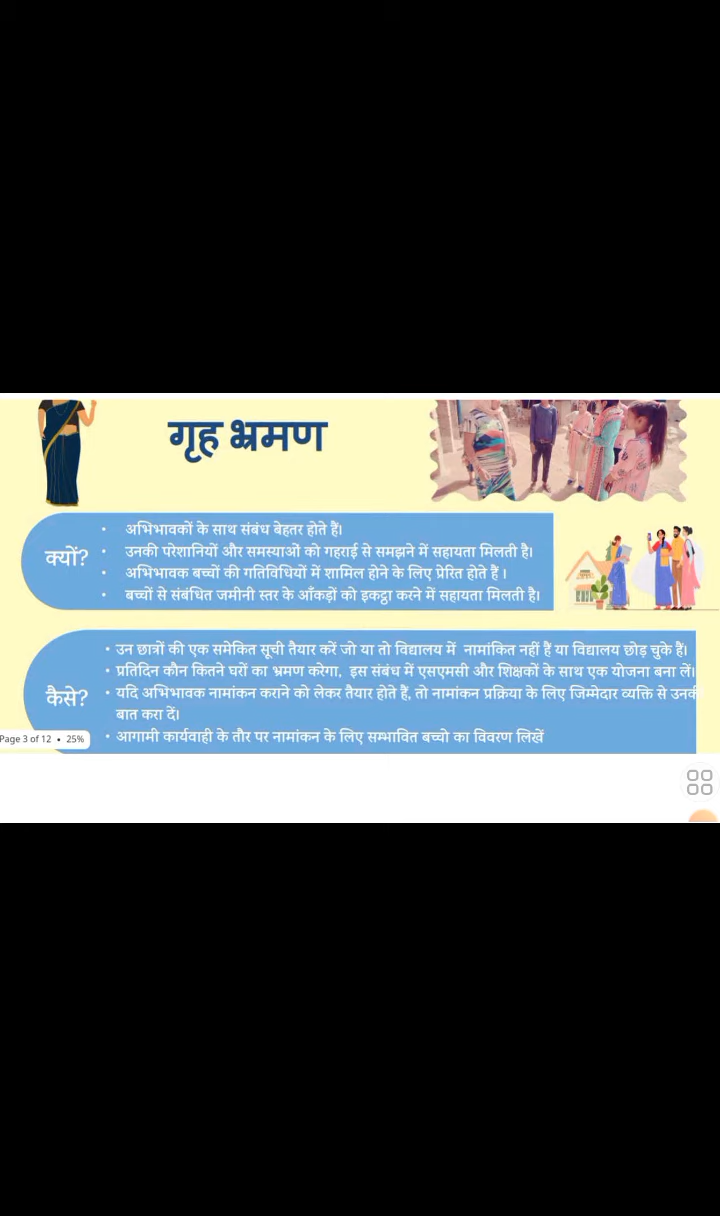 गृह भ्रमण
क्यों?
• अभिभावकों के साथ संबंध बेहतर होते हैं।
• उनकी परेशानियों और समस्याओं को गहराई से समझने में सहायता मिलती है।
• अभिभावक बच्चों की गतिविधियों में शामिल होने के लिए प्रेरित होते हैं ।
• बच्चों से संबंधित जमीनी स्तर के आँकड़ों को इकट्ठा करने में सहायता मिलती है।
कैसे?
• उन छात्रों की एक समेकित सूची तैयार करें जो या तो विद्यालय में नामांकित नहीं हैं या विद्यालय छोड़ चुके हैं।
• प्रतिदिन कौन कितने घरों का भ्रमण करेगा, इस संबंध में एसएमसी और शिक्षकों के साथ एक योजना बना लें।
• यदि अभिभावक नामांकन कराने को लेकर तैयार होते हैं, तो नामांकन प्रक्रिया के लिए जिम्मेदार व्यक्ति से उनकी
बात करा दें।
• आगामी कार्यवाही के तौर पर नामांकन के लिए सम्भावित बच्चो का विवरण लिखें
Page 3 of 12 • 25%